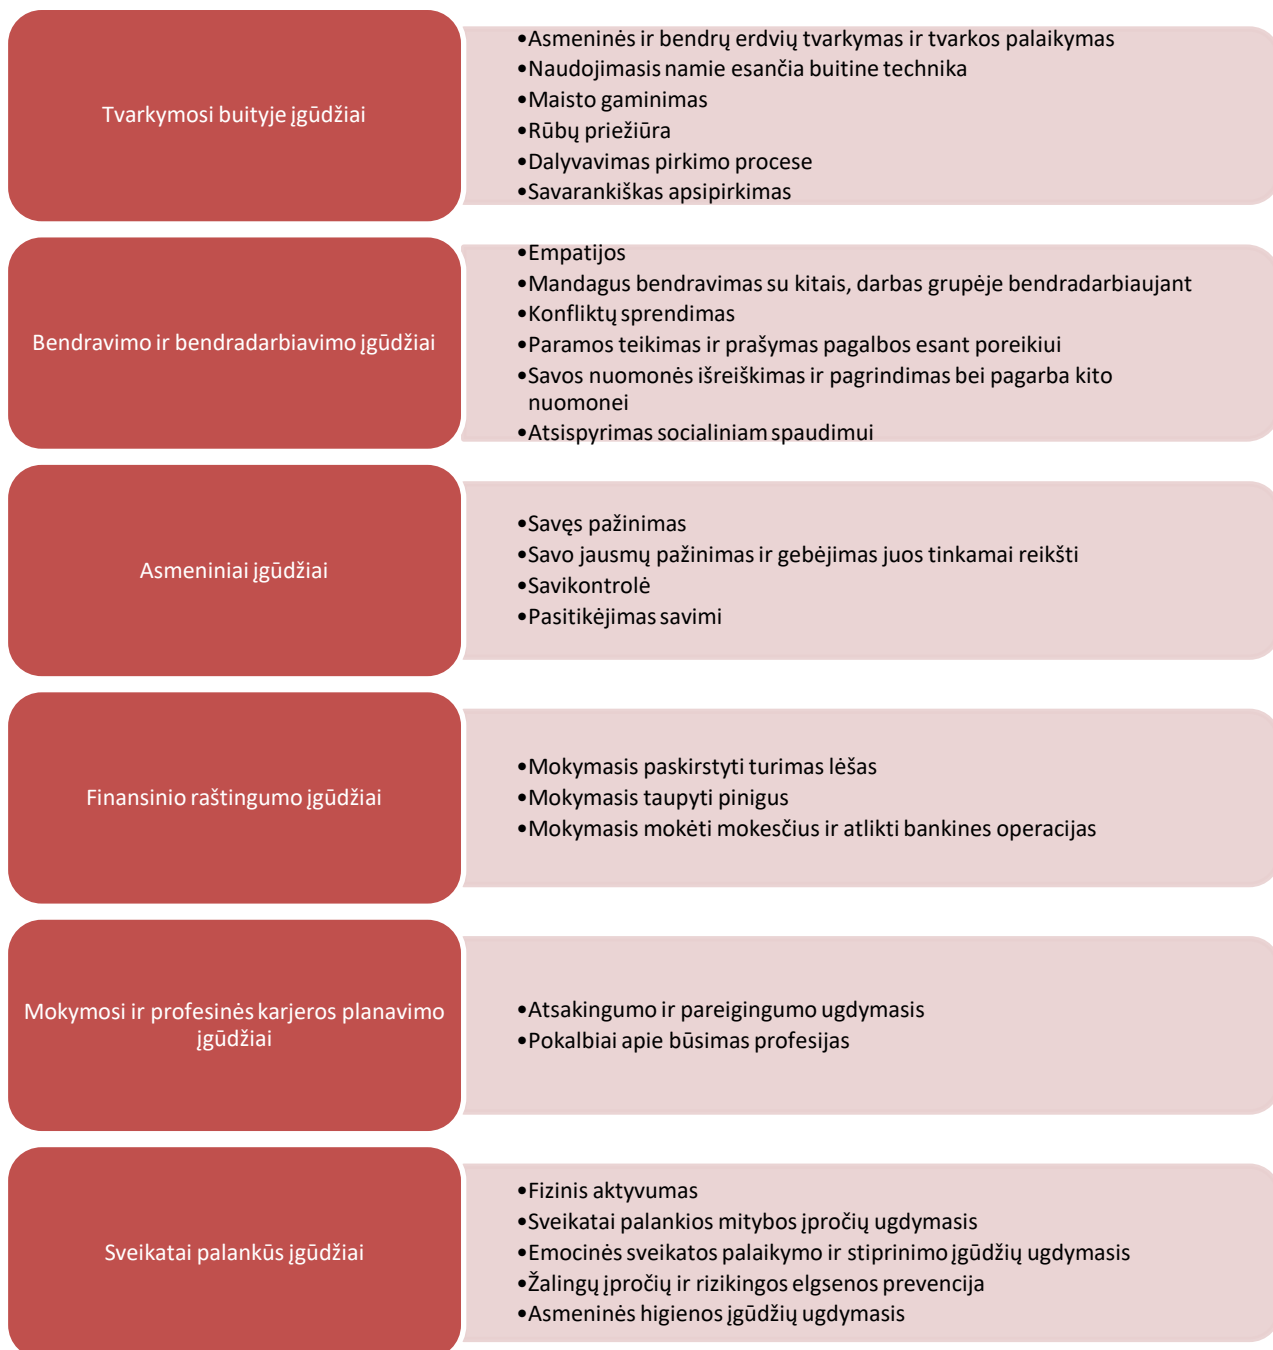 Tvarkymosi buityje įgūdžiai
•Asmeninės ir bendrų erdvių tvarkymas ir tvarkos palaikymas
•Naudojimasis namie esančia buitine technika
•Maisto gaminimas
•Rūbų priežiūra
•Dalyvavimas pirkimo procese
•Savarankiškas apsipirkimas
Bendravimo ir bendradarbiavimo įgūdžiai
•Empatijos
•Mandagus bendravimas su kitais, darbas grupėje bendradarbiaujant
•Konfliktų sprendimas
•Paramos teikimas ir prašymas pagalbos esant poreikiui
•Savos nuomonės išreiškimas ir pagrindimas bei pagarba kito
nuomonei
•Atsispyrimas socialiniam spaudimui
Asmeniniai įgūdžiai
•Savęs pažinimas
•Savo jausmų pažinimas ir gebėjimas juos tinkamai reikšti
•Savikontrolė
•Pasitikėjimas savimi
Finansinio raštingumo įgūdžiai
•Mokymasis paskirstyti turimas lėšas
•Mokymasis taupyti pinigus
•Mokymasis mokėti mokesčius ir atlikti bankines operacijas
Mokymosi ir profesinės karjeros planavimo
įgūdžiai
•Atsakingumo ir pareigingumo ugdymasis
•Pokalbiai apie būsimas profesijas
Sveikatai palankūs įgūdžiai
•Fizinis aktyvumas
•Sveikatai palankios mitybos įpročių ugdymasis
•Emocinės sveikatos palaikymo ir stiprinimo įgūdžių ugdymasis
•Žalingų įpročių ir rizikingos elgsenos prevencija
•Asmeninės higienos įgūdžių ugdymasis